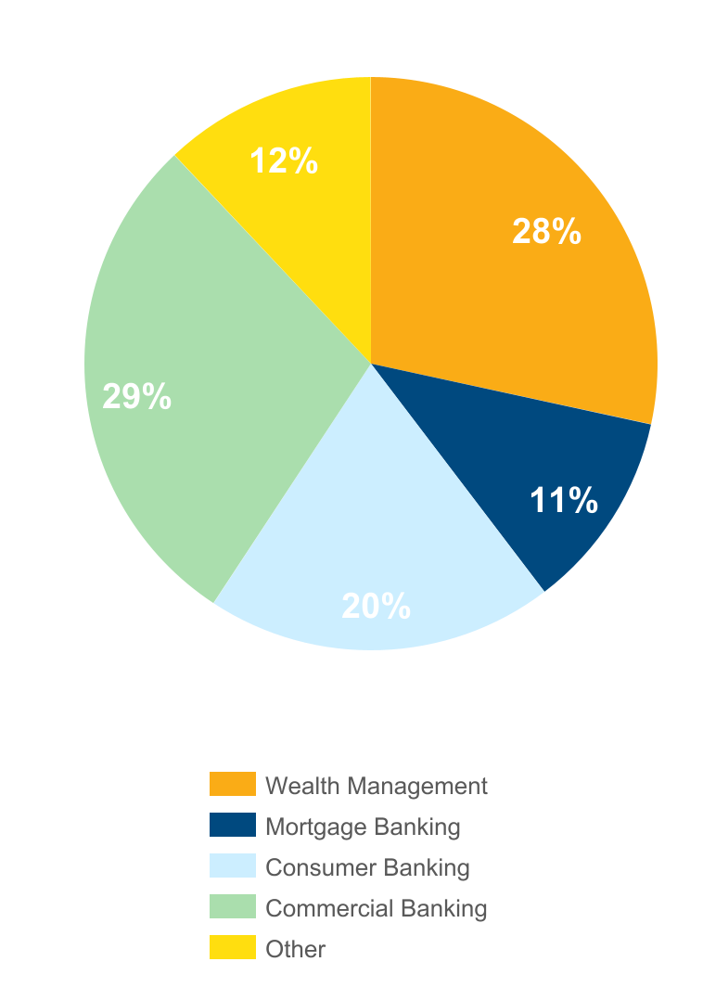 12%
28%
29%
11%
20%
Wealth Management
Mortgage Banking
Consumer Banking
Commercial Banking
Other